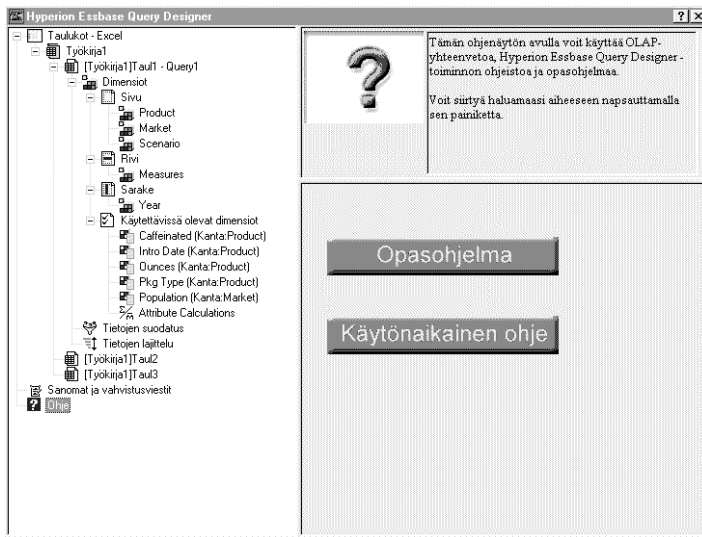 Hyperion Essbase Query Designer
Taulukot - Excel
Työkirja1
[Työkirja1]Taul1 - Query1
Dimensiot
Sivu
Product
Market
Scenario
Rivi
Measures
Sarake
Year
Käytettävissä olevat dimensiot
Caffeinated (Kanta:Product)
Intro Date (Kanta:Product)
Ounces (Kanta:Product)
Pkg Type (Kanta:Product)
Population (Kanta:Market)
Attribute Calculations
Tietojen suodatus
Tietojen lajittelu
[Työkirja1]Taul2
[Työkirja1]Taul3
Sanomat ja vahvistusviestit
Ohje
Tämän ohjenäytön avulla voit käyttää OLAP-
yhteenvetoa, Hyperion Essbase Query Designer -
toiminnon ohjeistoa ja opasohjelmaa.
Voit siirtyä haluamaasi aiheeseen napsauttamalla
sen painiketta.
Opasohjelma
Käytönaikainen ohje